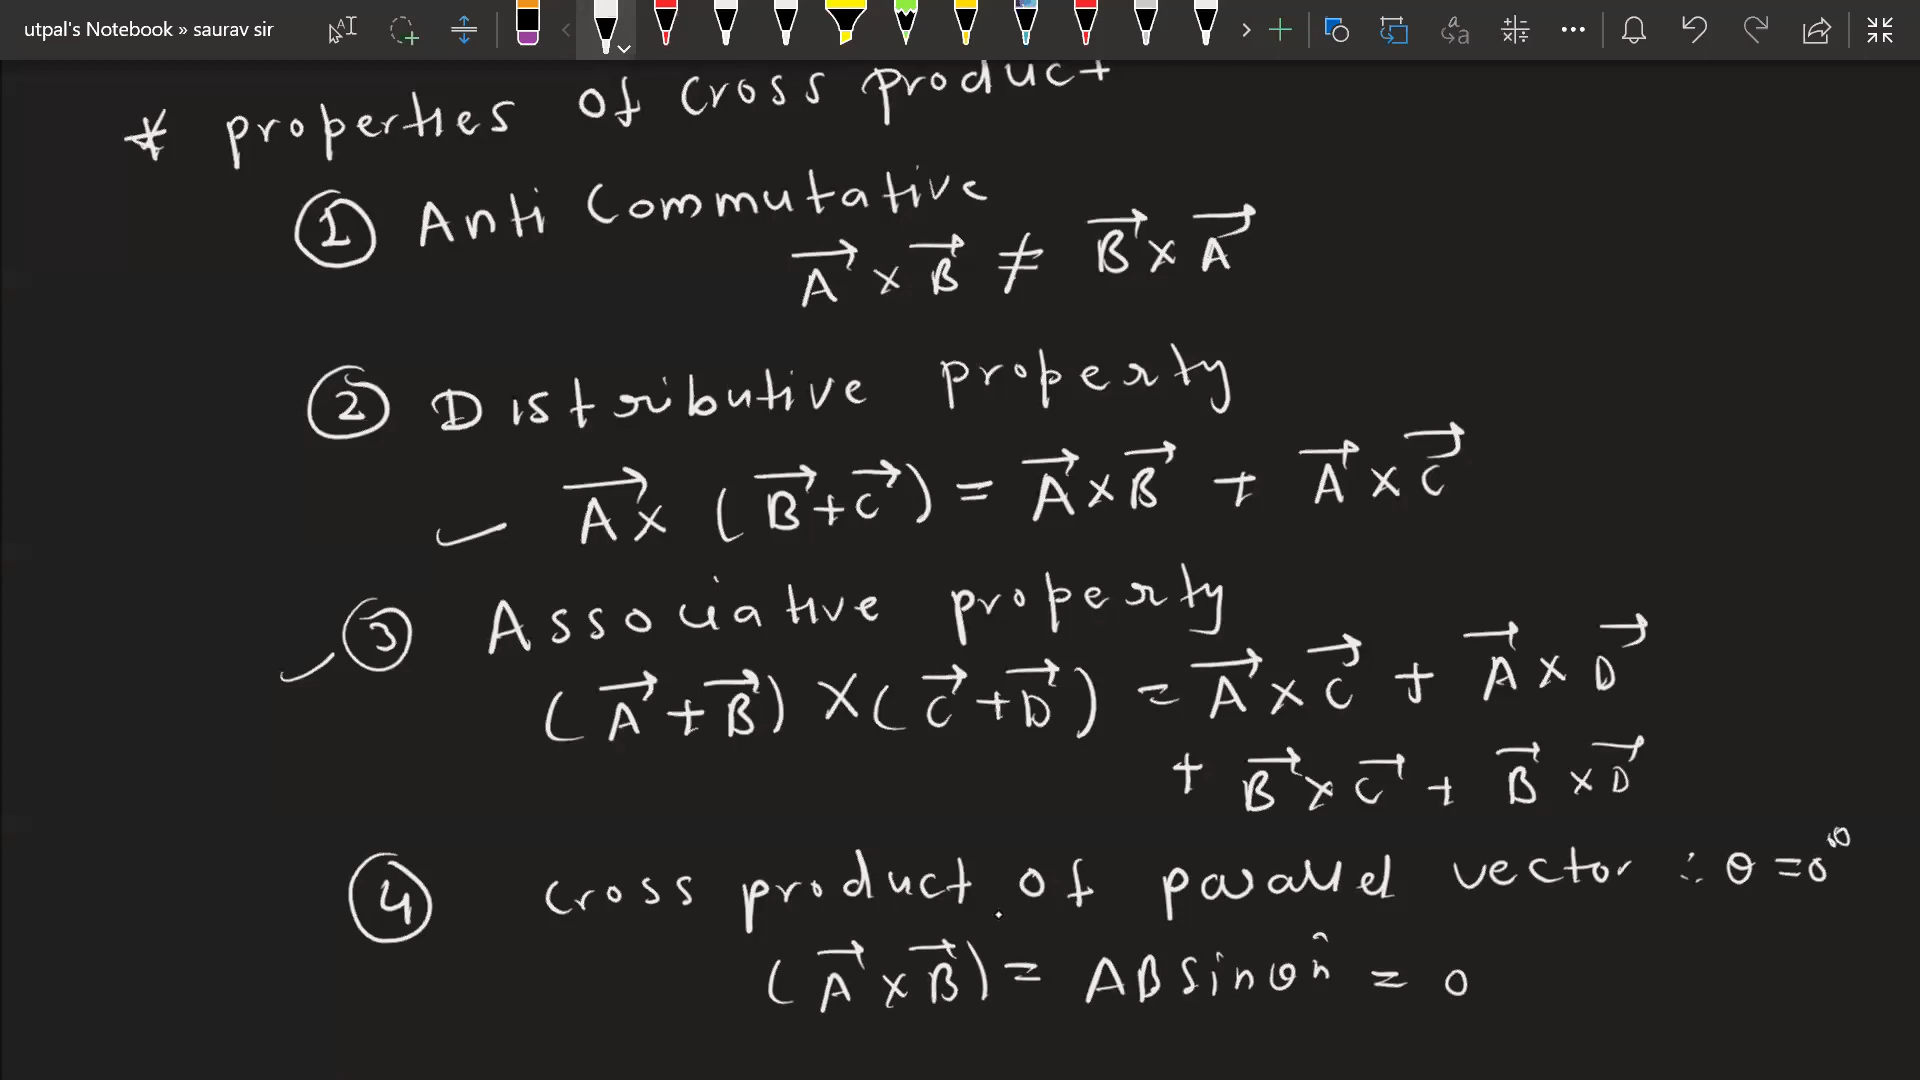 utpal's Notebook » saurav sir
* properties of cross product
① Anti Commutative
A⃗ × B⃗ ≠ B⃗ × A⃗
② Distributive property
A⃗ × (B⃗ + C⃗) = A⃗ × B⃗ + A⃗ × C⃗
③ Associative property
(A⃗ + B⃗) × (C⃗ + D⃗) = A⃗ × C⃗ + A⃗ × D⃗
+ B⃗ × C⃗ + B⃗ × D⃗
④ cross product of parallel vector ∴ θ = 0°
(A⃗ × B⃗) = AB sinθ n̂ = 0